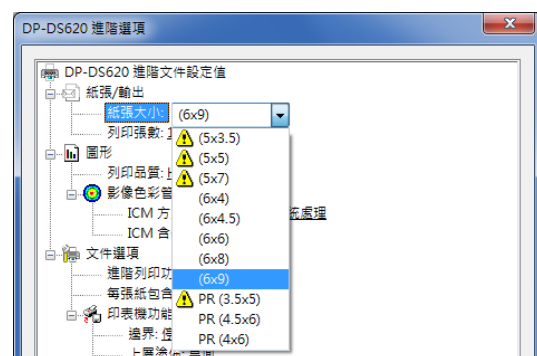 DP-DS620 進階選項
DP-DS620 進階文件設定值
紙張/輸出
紙張大小: (6x9)
列印張數:
(5x3.5)
(5x5)
(5x7)
(6x4)
(6x4.5)
(6x6)
(6x8)
(6x9)
PR (3.5x5)
PR (4.5x6)
PR (4x6)
圖形
列印品質:
影像色彩管
ICM 方 處理
ICM 含
文件選項
進階列印功
每張紙包含
印表機功能
邊界:
上層塗佈: